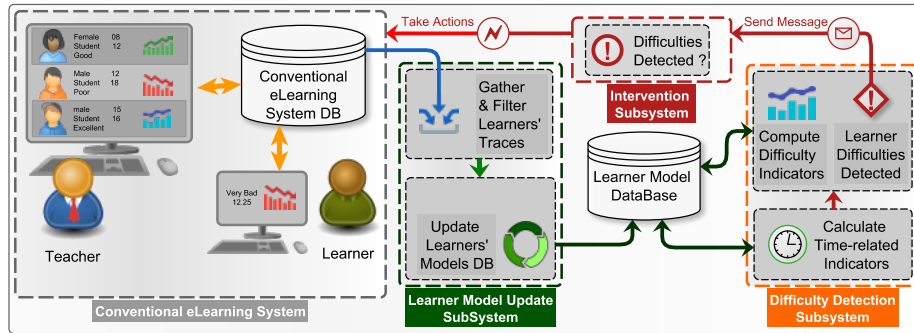 Female 08
Student 12
Good
Male 12
Student 18
Poor
male 15
Student 16
Excellent
Teacher
Conventional
eLearning
System DB
Very Bad
12.25
Learner
Conventional eLearning System
Take Actions
Send Message
Difficulties
Detected ?
Intervention
Subsystem
Gather
& Filter
Learners'
Traces
Update
Learners'
Models DB
Learner Model Update
SubSystem
Learner Model
DataBase
Compute
Difficulty
Indicators
Learner
Difficulties
Detected
Calculate
Time-related
Indicators
Difficulty Detection
Subsystem